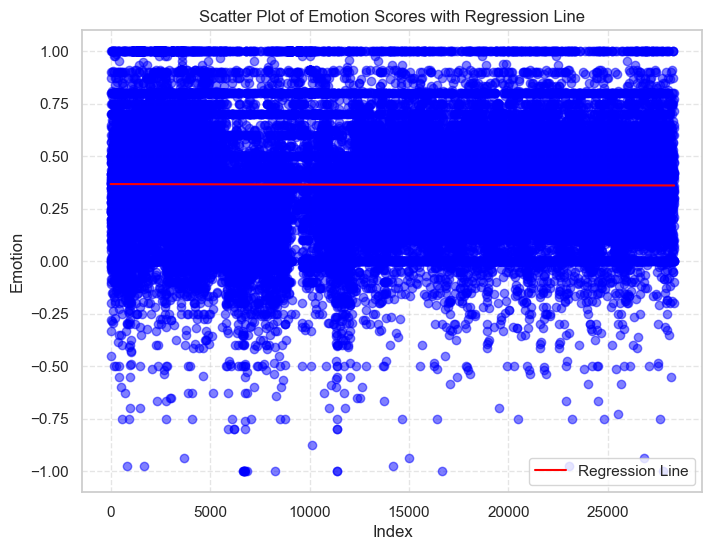 Scatter Plot of Emotion Scores with Regression Line
1.00
0.75
0.50
0.25
0.00
−0.25
−0.50
−0.75
−1.00
Emotion
0 5000 10000 15000 20000 25000
Index
Regression Line